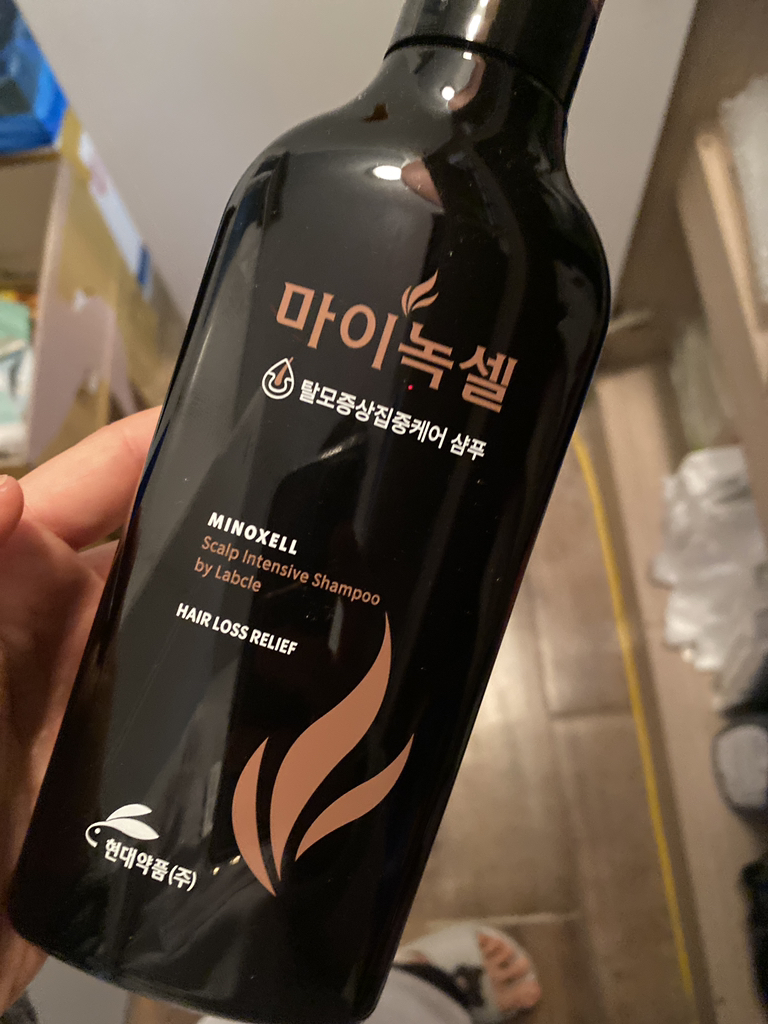 마이녹셀
탈모증상집중케어 샴푸
MINOXELL
Scalp Intensive Shampoo
by Labcle
HAIR LOSS RELIEF
현대약품(주)